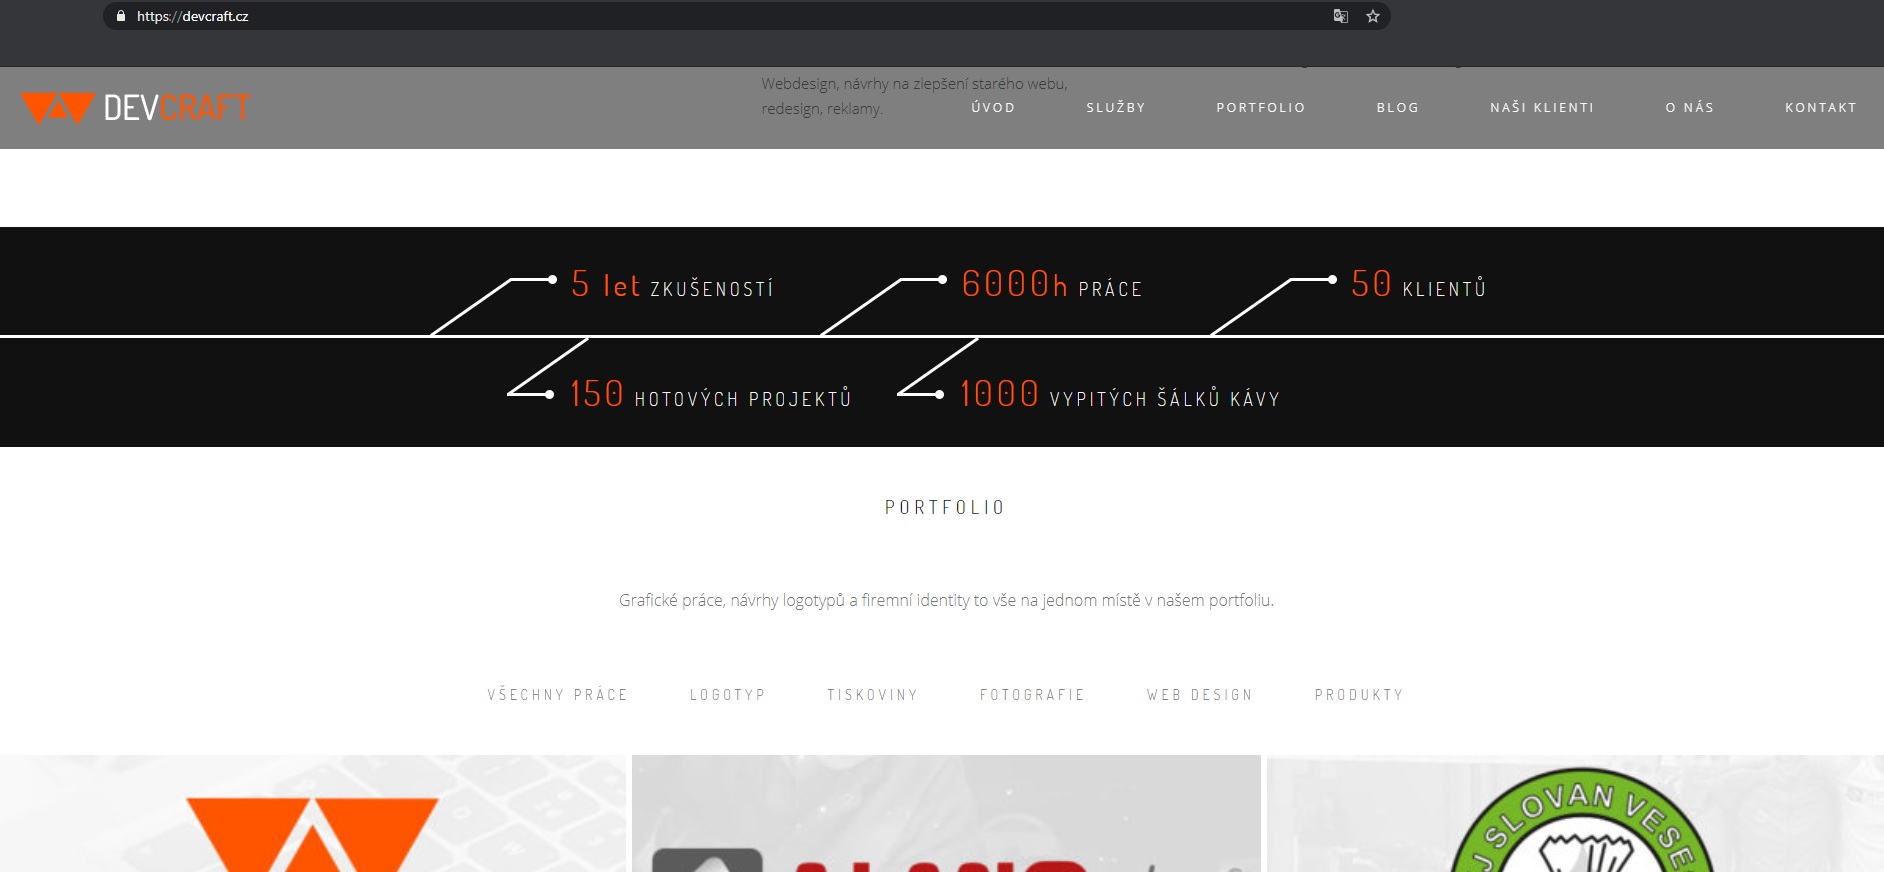 https://devcraft.cz
Webdesign, návrhy na zlepšení starého webu,
redesign, reklamy.
DEVCRAFT
ÚVOD SLUŽBY PORTFOLIO BLOG NAŠI KLIENTI O NÁS KONTAKT
5 let ZKUŠENOSTÍ 6000h PRÁCE 50 KLIENTŮ
150 HOTOVÝCH PROJEKTŮ 1000 VYPITÝCH ŠÁLKŮ KÁVY
PORTFOLIO
Grafické práce, návrhy logotypů a firemní identity to vše na jednom místě v našem portfoliu.
VŠECHNY PRÁCE LOGOTYP TISKOVINY FOTOGRAFIE WEB DESIGN PRODUKTY
J SLOVAN VESE